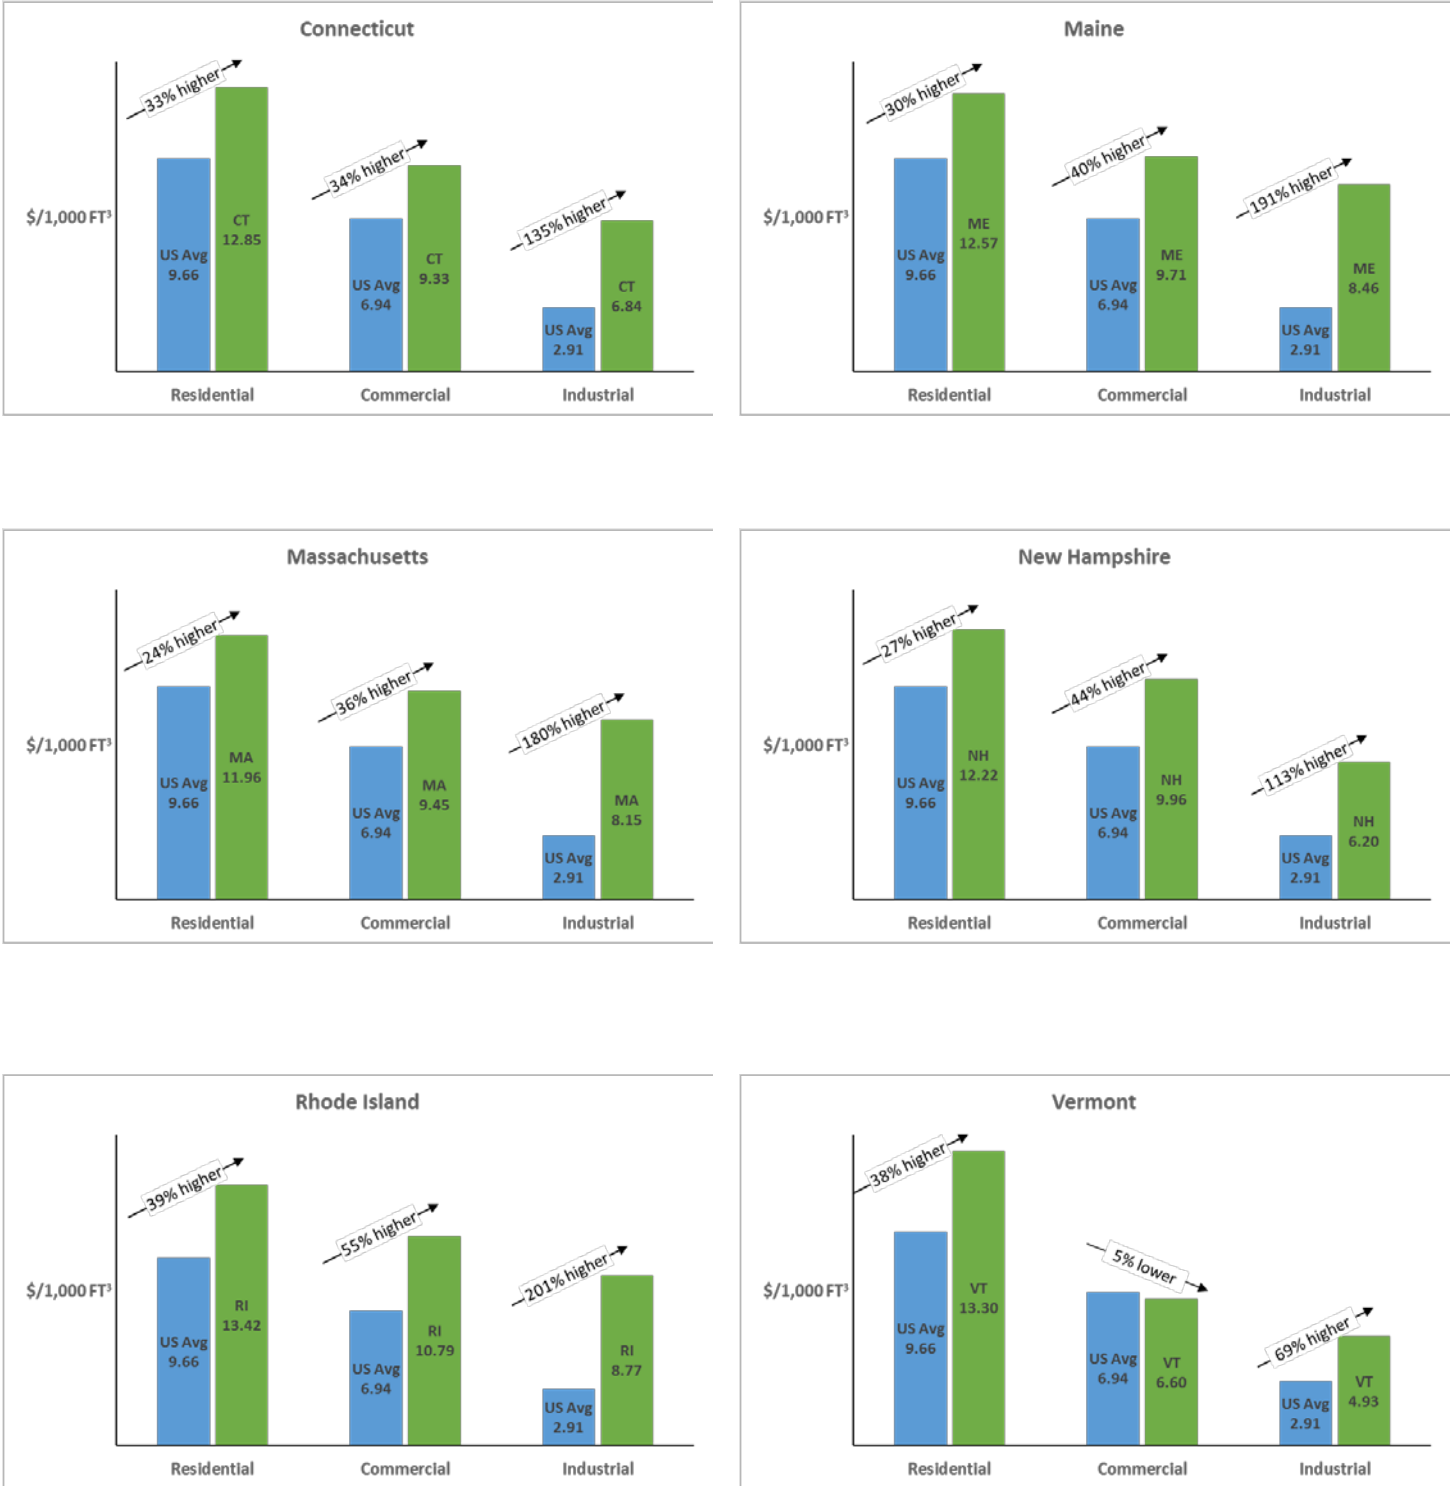 Connecticut
33% higher
34% higher
135% higher
$/1,000 FT³
US Avg
9.66
CT
12.85
US Avg
6.94
CT
9.33
US Avg
2.91
CT
6.84
Residential
Commercial
Industrial
Maine
30% higher
40% higher
191% higher
$/1,000 FT³
US Avg
9.66
ME
12.57
US Avg
6.94
ME
9.71
US Avg
2.91
ME
8.46
Residential
Commercial
Industrial
Massachusetts
24% higher
36% higher
180% higher
$/1,000 FT³
US Avg
9.66
MA
11.96
US Avg
6.94
MA
9.45
US Avg
2.91
MA
8.15
Residential
Commercial
Industrial
New Hampshire
27% higher
44% higher
113% higher
$/1,000 FT³
US Avg
9.66
NH
12.22
US Avg
6.94
NH
9.96
US Avg
2.91
NH
6.20
Residential
Commercial
Industrial
Rhode Island
39% higher
55% higher
201% higher
$/1,000 FT³
US Avg
9.66
RI
13.42
US Avg
6.94
RI
10.79
US Avg
2.91
RI
8.77
Residential
Commercial
Industrial
Vermont
38% higher
5% lower
69% higher
$/1,000 FT³
US Avg
9.66
VT
13.30
US Avg
6.94
VT
6.60
US Avg
2.91
VT
4.93
Residential
Commercial
Industrial